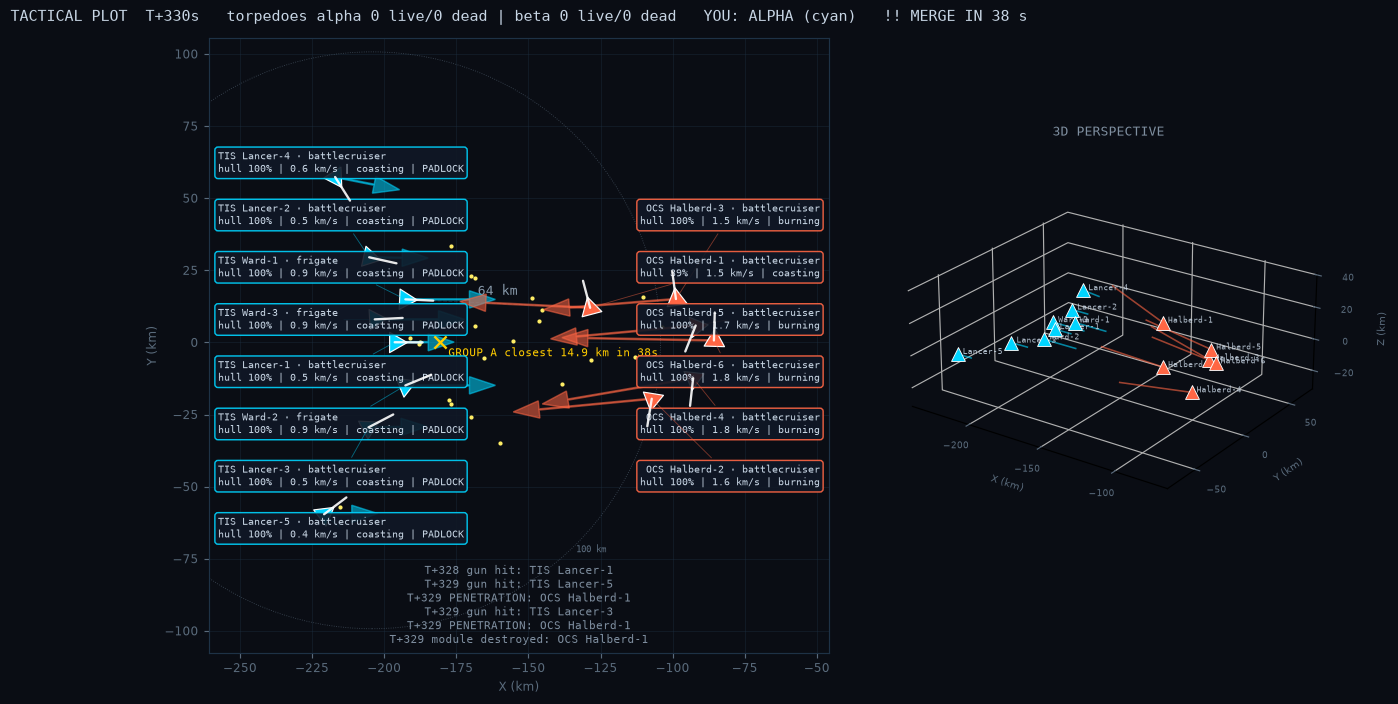 TACTICAL PLOT T+330s torpedoes alpha 0 live/0 dead | beta 0 live/0 dead YOU: ALPHA (cyan) !! MERGE IN 38 s
3D PERSPECTIVE
100
75
50
25
0
−25
−50
−75
−100
Y (km)
−250
−225
−200
−175
−150
−125
−100
−75
−50
X (km)
TIS Lancer-4 · battlecruiser
hull 100% | 0.6 km/s | coasting | PADLOCK
TIS Lancer-2 · battlecruiser
hull 100% | 0.5 km/s | coasting | PADLOCK
TIS Ward-1 · frigate
hull 100% | 0.9 km/s | coasting | PADLOCK
TIS Ward-3 · frigate
hull 100% | 0.9 km/s | coasting | PADLOCK
TIS Lancer-1 · battlecruiser
hull 100% | 0.5 km/s | coasting | PADLOCK
TIS Ward-2 · frigate
hull 100% | 0.9 km/s | coasting | PADLOCK
TIS Lancer-3 · battlecruiser
hull 100% | 0.5 km/s | coasting | PADLOCK
TIS Lancer-5 · battlecruiser
hull 100% | 0.4 km/s | coasting | PADLOCK
OCS Halberd-3 · battlecruiser
hull 100% | 1.5 km/s | burning
OCS Halberd-1 · battlecruiser
hull 89% | 1.5 km/s | coasting
OCS Halberd-5 · battlecruiser
hull 100% | 1.7 km/s | burning
OCS Halberd-6 · battlecruiser
hull 100% | 1.8 km/s | burning
OCS Halberd-4 · battlecruiser
hull 100% | 1.8 km/s | burning
OCS Halberd-2 · battlecruiser
hull 100% | 1.6 km/s | burning
64 km
GROUP A closest 14.9 km in 38s
100 km
T+328 gun hit: TIS Lancer-1
T+329 gun hit: TIS Lancer-5
T+329 PENETRATION: OCS Halberd-1
T+329 gun hit: TIS Lancer-3
T+329 PENETRATION: OCS Halberd-1
T+329 module destroyed: OCS Halberd-1
Lancer-4
Lancer-2
Lancer-5
Halberd-1
Halberd-5
Halberd-4
40
20
0
−20
Z (km)
50
0
−50
Y (km)
−200
−150
−100
X (km)